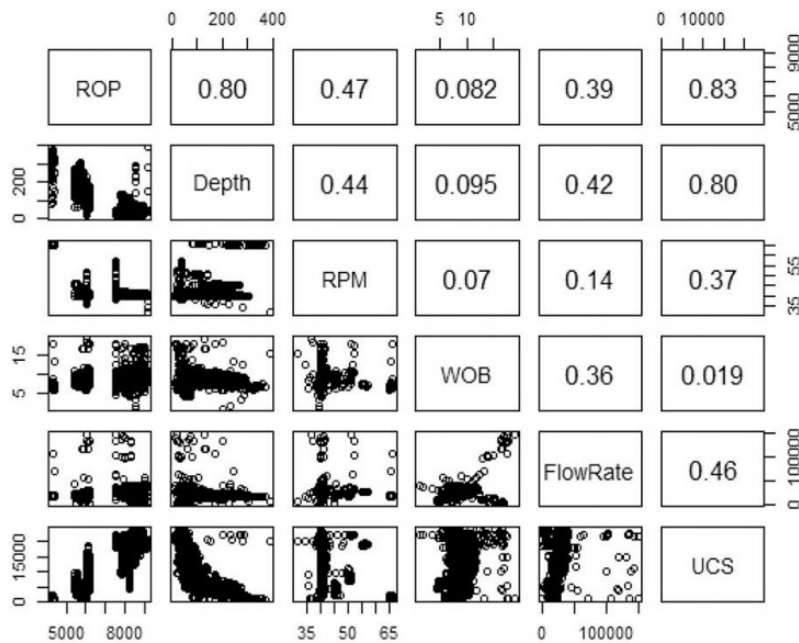 0 200 400
5 10
0 10000
ROP 0.80 0.47 0.082 0.39 0.83
5000 9000
0 200
Depth 0.44 0.095 0.42 0.80
RPM 0.07 0.14 0.37
35 55
5 15
WOB 0.36 0.019
FlowRate 0.46
0 100000
0 15000
UCS
5000 8000
35 50 65
0 100000